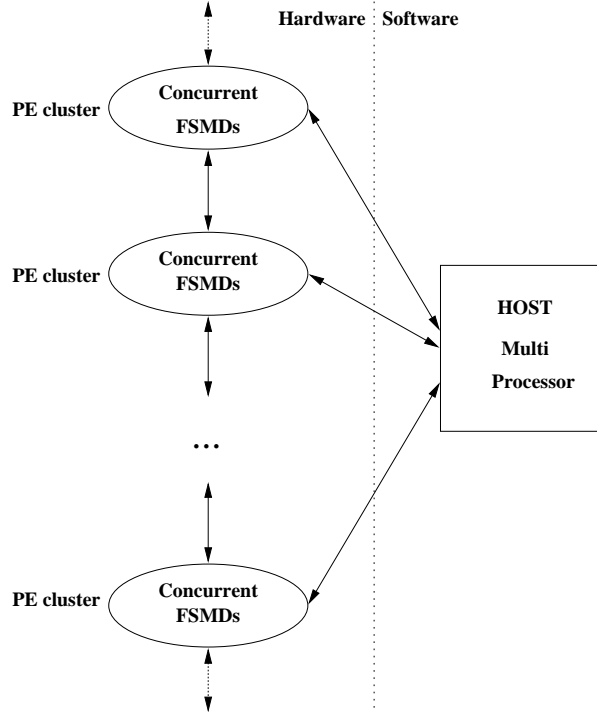 Hardware Software
PE cluster
Concurrent
FSMDs
PE cluster
Concurrent
FSMDs
HOST
Multi
Processor
...
PE cluster
Concurrent
FSMDs